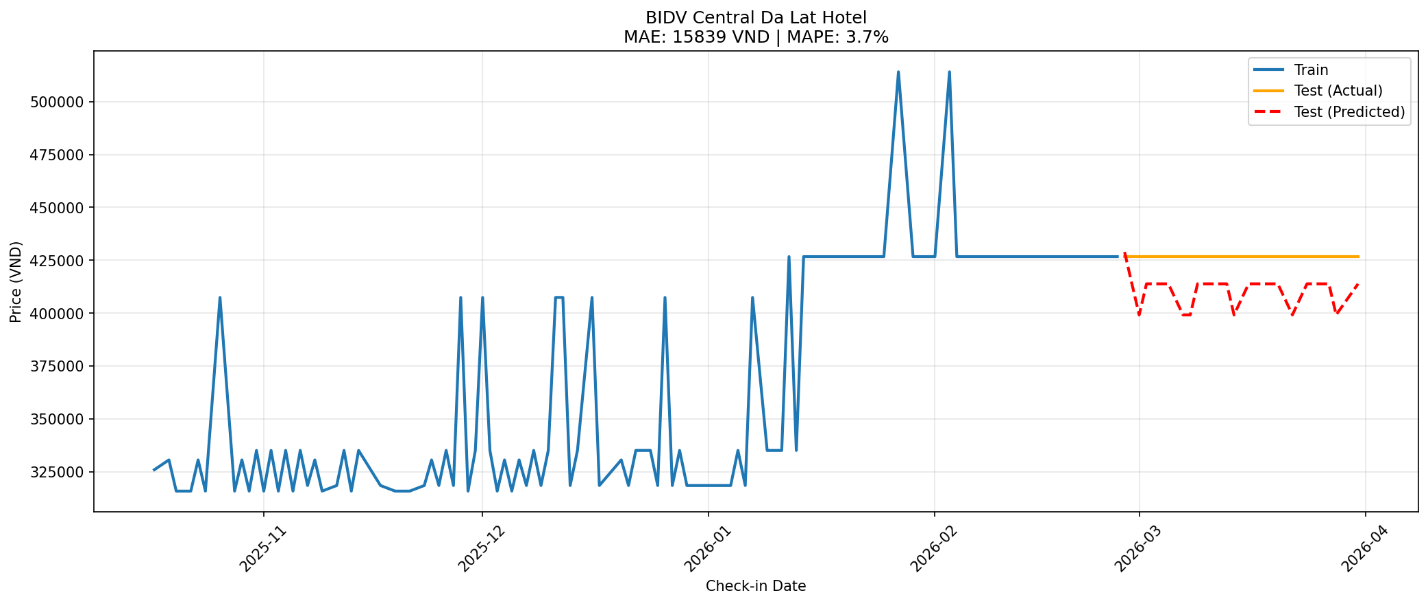 BIDV Central Da Lat Hotel
MAE: 15839 VND | MAPE: 3.7%
Train
Test (Actual)
Test (Predicted)
Price (VND)
500000
475000
450000
425000
400000
375000
350000
325000
2025-11
2025-12
2026-01
2026-02
2026-03
2026-04
Check-in Date